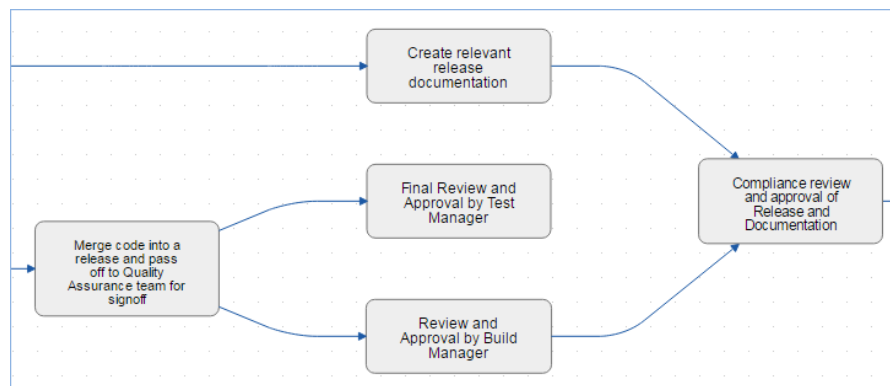 Create relevant
release
documentation
Final Review and
Approval by Test
Manager
Compliance review
and approval of
Release and
Documentation
Merge code into a
release and pass
off to Quality
Assurance team for
signoff
Review and
Approval by Build
Manager